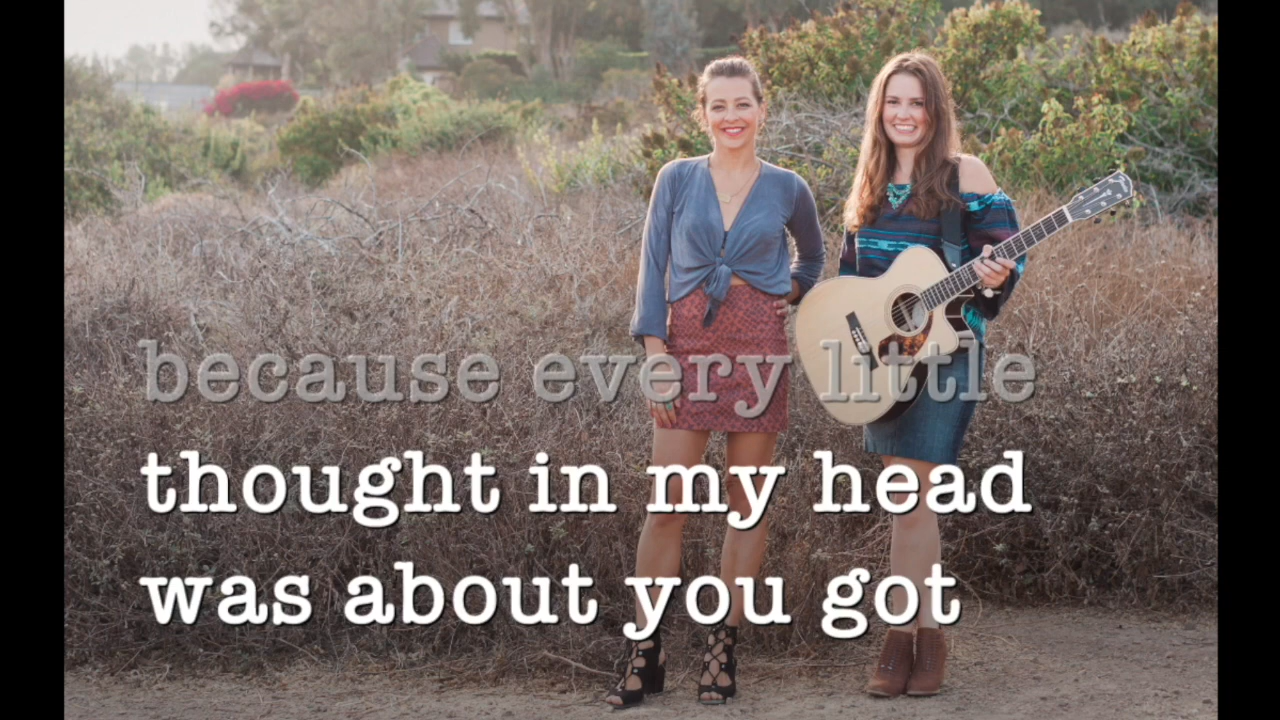 because every little
thought in my head
was about you got